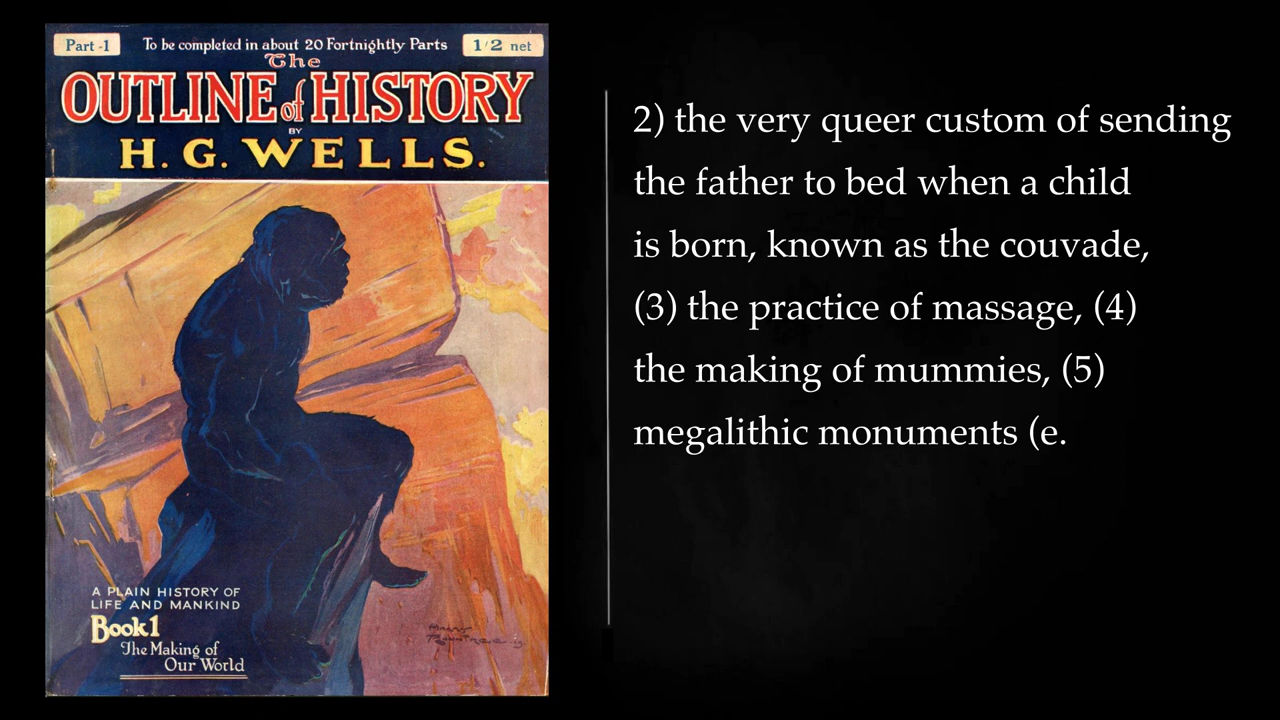 Part -1
To be completed in about 20 Fortnightly Parts
1/2 net
The
OUTLINE of HISTORY
BY
H. G. WELLS.
A PLAIN HISTORY OF
LIFE AND MANKIND
Book 1
The Making of
Our World
2) the very queer custom of sending
the father to bed when a child
is born, known as the couvade,
(3) the practice of massage, (4)
the making of mummies, (5)
megalithic monuments (e.